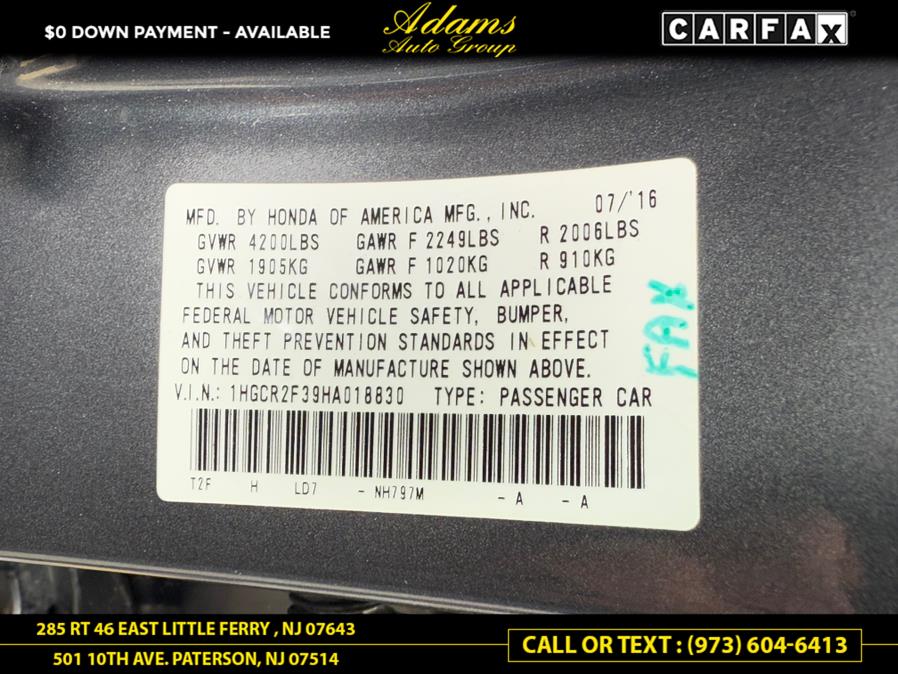 $0 DOWN PAYMENT - AVAILABLE
Adams
Auto Group
CARFAX
MFD. BY HONDA OF AMERICA MFG., INC. 07/'16
GVWR 4200LBS GAWR F 2249LBS R 2006LBS
GVWR 1905KG GAWR F 1020KG R 910KG
THIS VEHICLE CONFORMS TO ALL APPLICABLE
FEDERAL MOTOR VEHICLE SAFETY, BUMPER,
AND THEFT PREVENTION STANDARDS IN EFFECT
ON THE DATE OF MANUFACTURE SHOWN ABOVE.
V.I.N.: 1HGCR2F39HA018830 TYPE: PASSENGER CAR
T2F H LD7 - NH797M - A - A
FAX
285 RT 46 EAST LITTLE FERRY , NJ 07643
501 10TH AVE. PATERSON, NJ 07514
CALL OR TEXT : (973) 604-6413